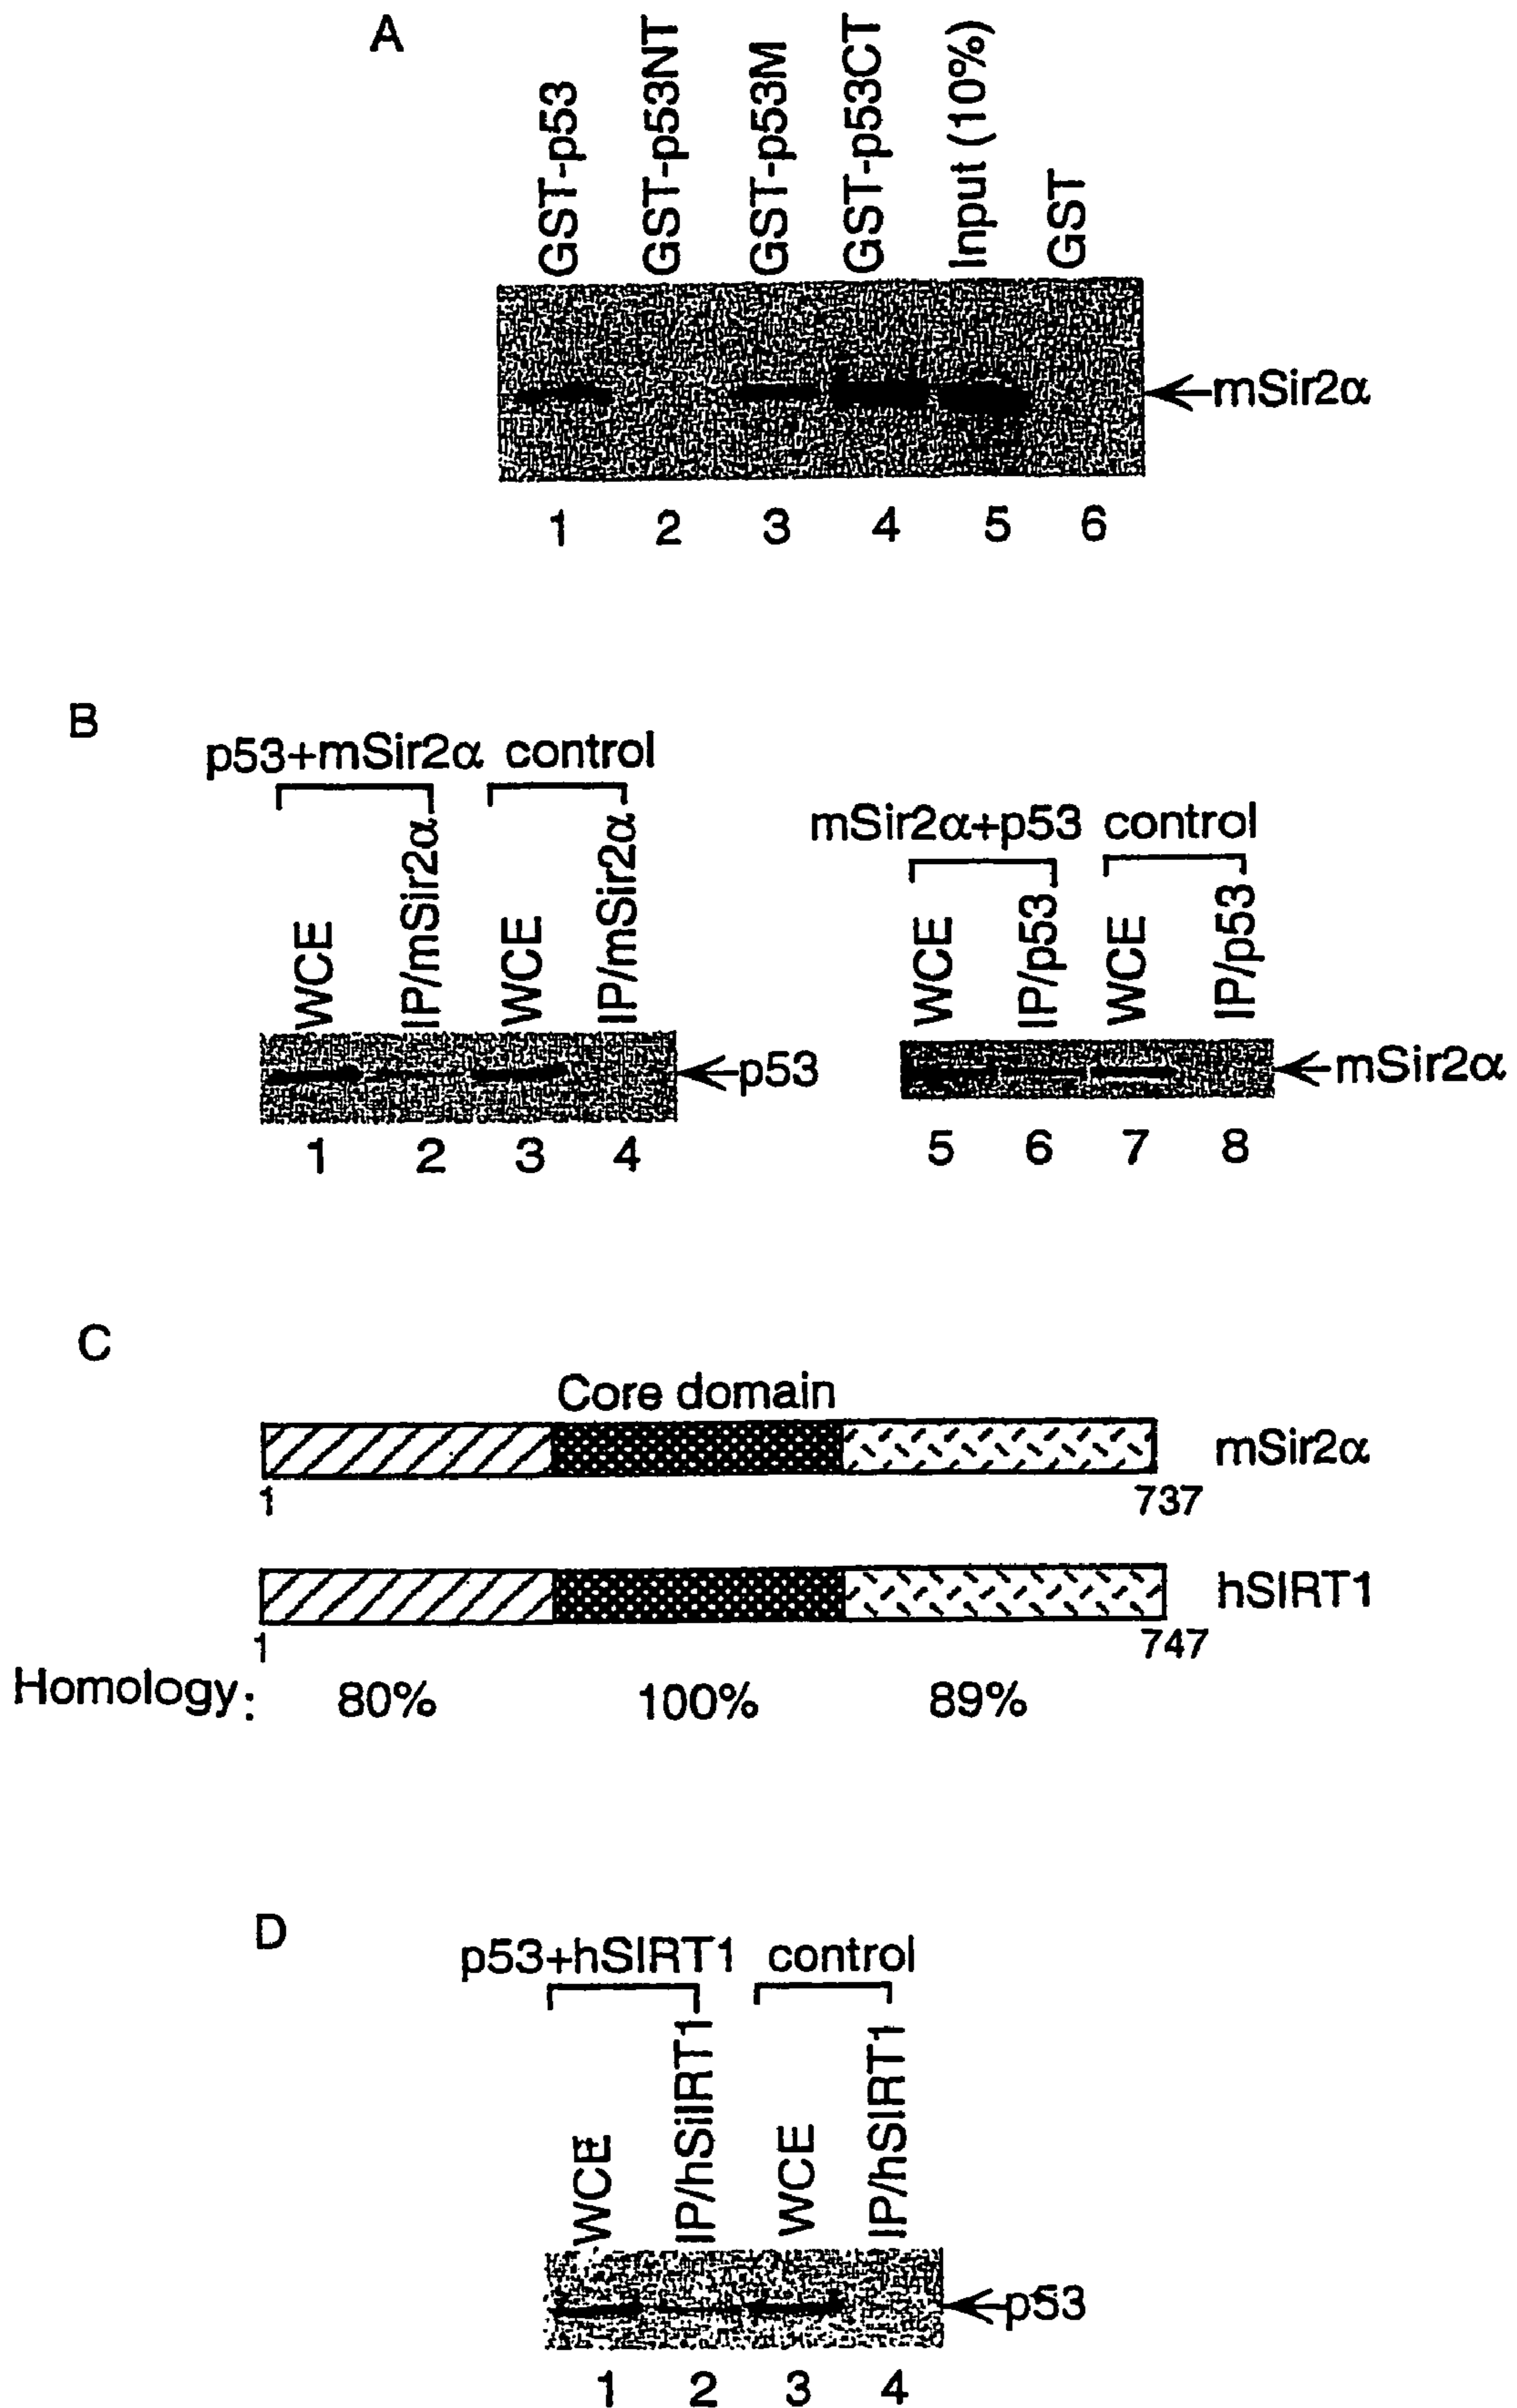 A
GST-p53
GST-p53NT
GST-p53M
GST-p53CT
Input (10%)
GST
mSir2α
1 2 3 4 5 6
B
p53+mSir2α control
WCE
IP/mSir2α
WCE
IP/mSir2α
p53
1 2 3 4
mSir2α+p53 control
WCE
IP/p53
WCE
IP/p53
mSir2α
5 6 7 8
C
Core domain
mSir2α
1 737
hSIRT1
1 747
Homology: 80% 100% 89%
D
p53+hSIRT1 control
WCE
IP/hSiIRT1
WCE
IP/hSIRT1
p53
1 2 3 4